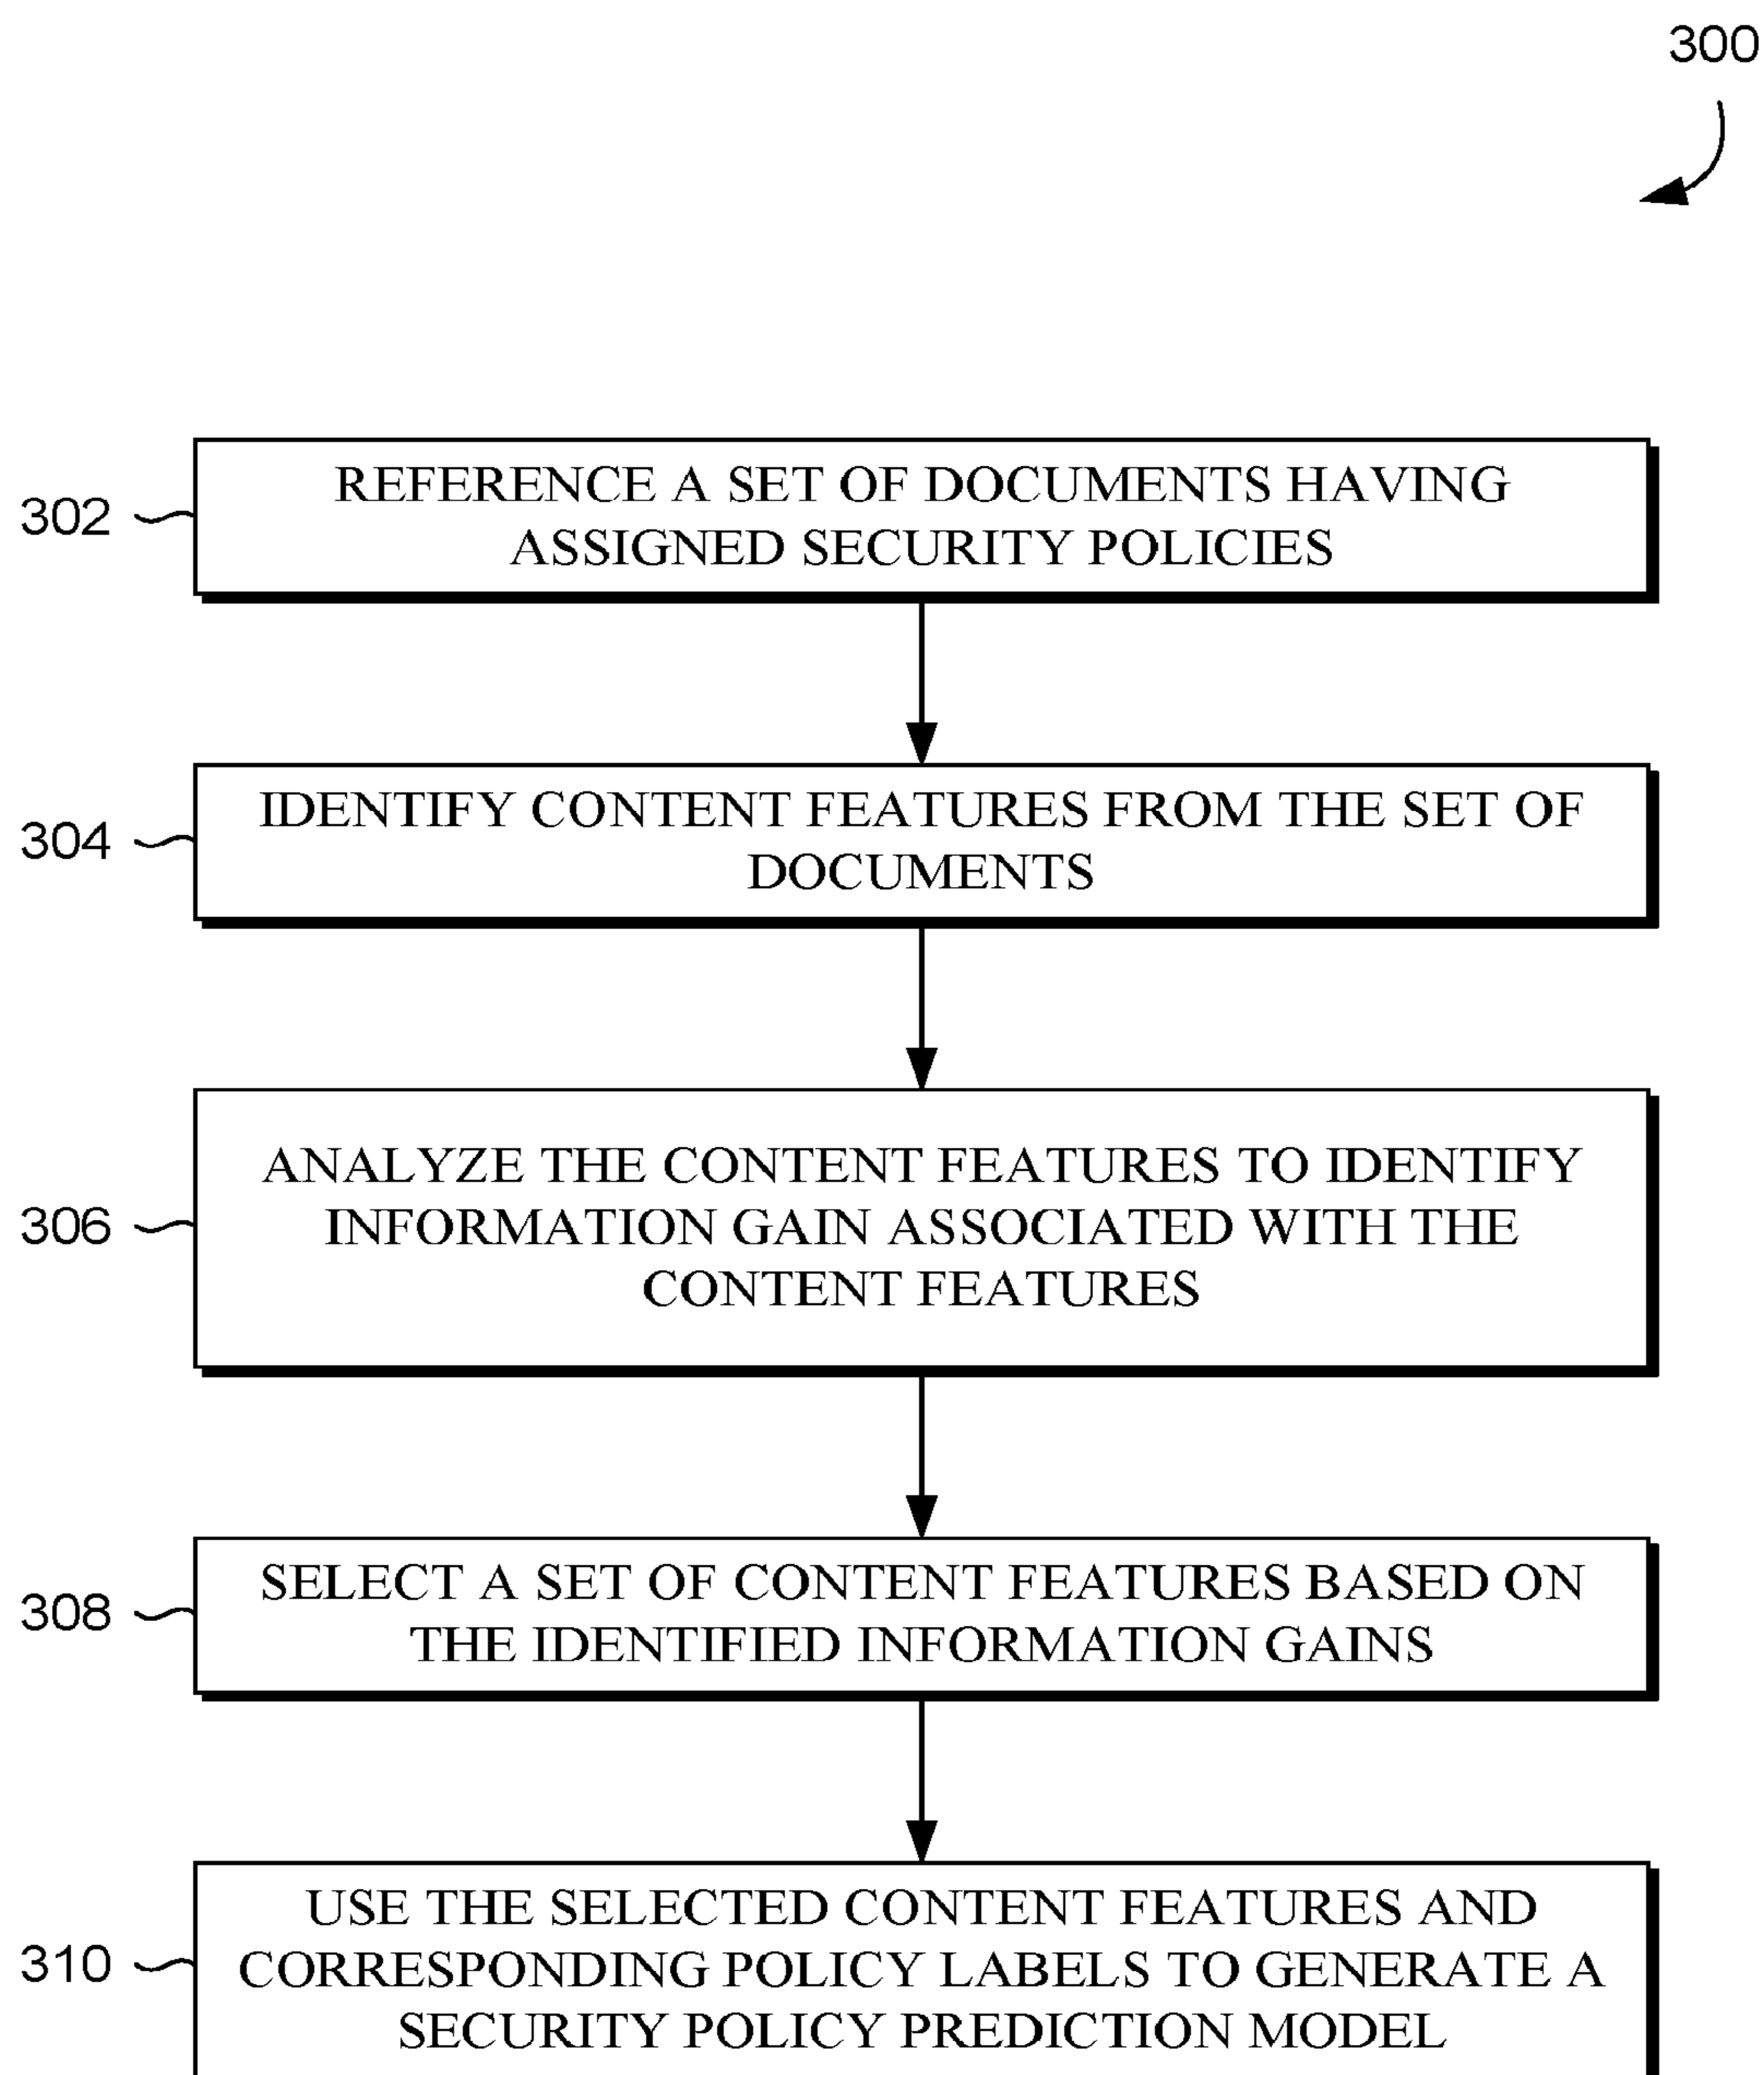 300
302
REFERENCE A SET OF DOCUMENTS HAVING
ASSIGNED SECURITY POLICIES
304
IDENTIFY CONTENT FEATURES FROM THE SET OF
DOCUMENTS
306
ANALYZE THE CONTENT FEATURES TO IDENTIFY
INFORMATION GAIN ASSOCIATED WITH THE
CONTENT FEATURES
308
SELECT A SET OF CONTENT FEATURES BASED ON
THE IDENTIFIED INFORMATION GAINS
310
USE THE SELECTED CONTENT FEATURES AND
CORRESPONDING POLICY LABELS TO GENERATE A
SECURITY POLICY PREDICTION MODEL